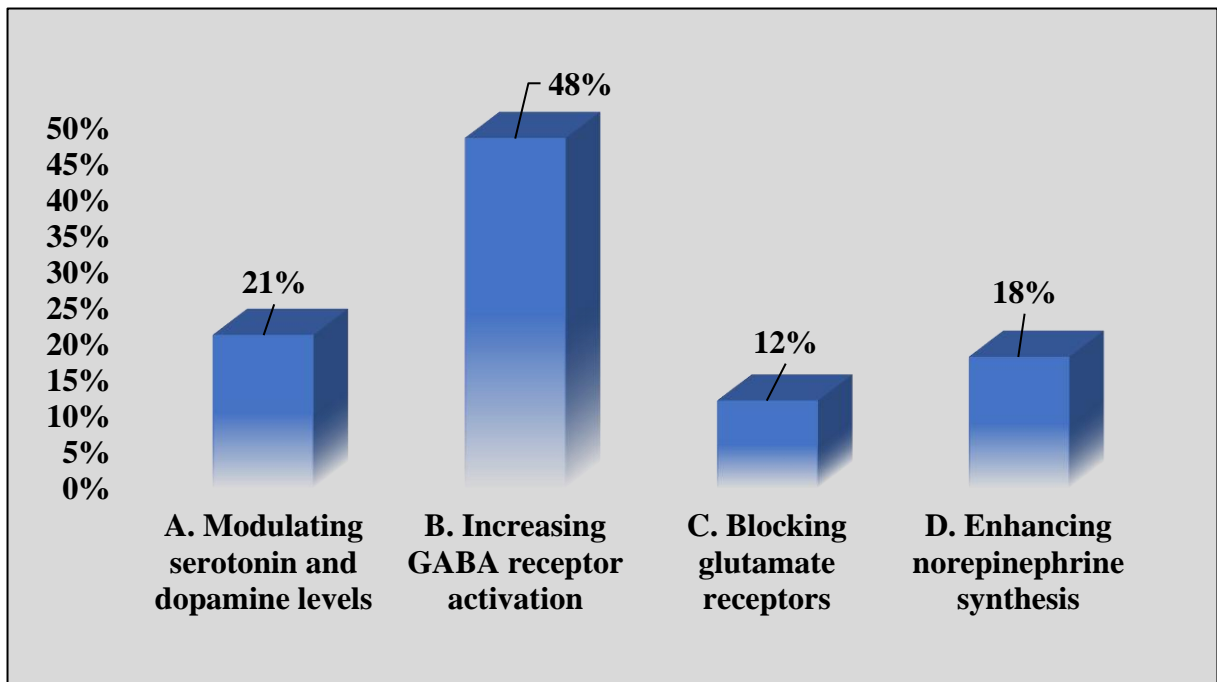 48%
50%
45%
40%
35%
30%
21%
25%
18%
20%
12%
15%
10%
5%
0%
A. Modulating
serotonin and
dopamine levels
B. Increasing
GABA receptor
activation
C. Blocking
glutamate
receptors
D. Enhancing
norepinephrine
synthesis